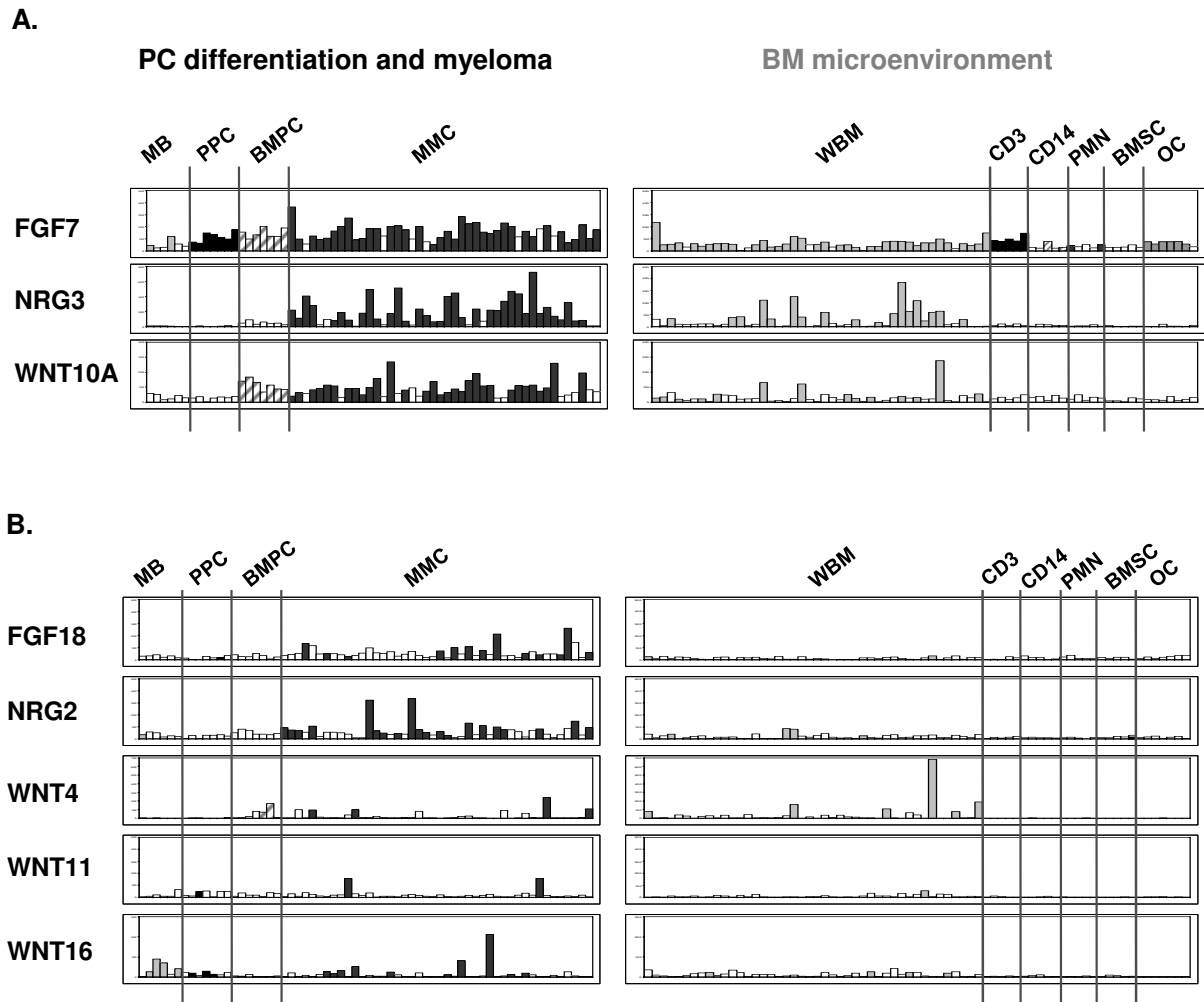 A.
PC differentiation and myeloma
BM microenvironment
MB PPC BMPC MMC WBM CD3 CD14 PMN BMSC OC
FGF7
NRG3
WNT10A
B.
MB PPC BMPC MMC WBM CD3 CD14 PMN BMSC OC
FGF18
NRG2
WNT4
WNT11
WNT16